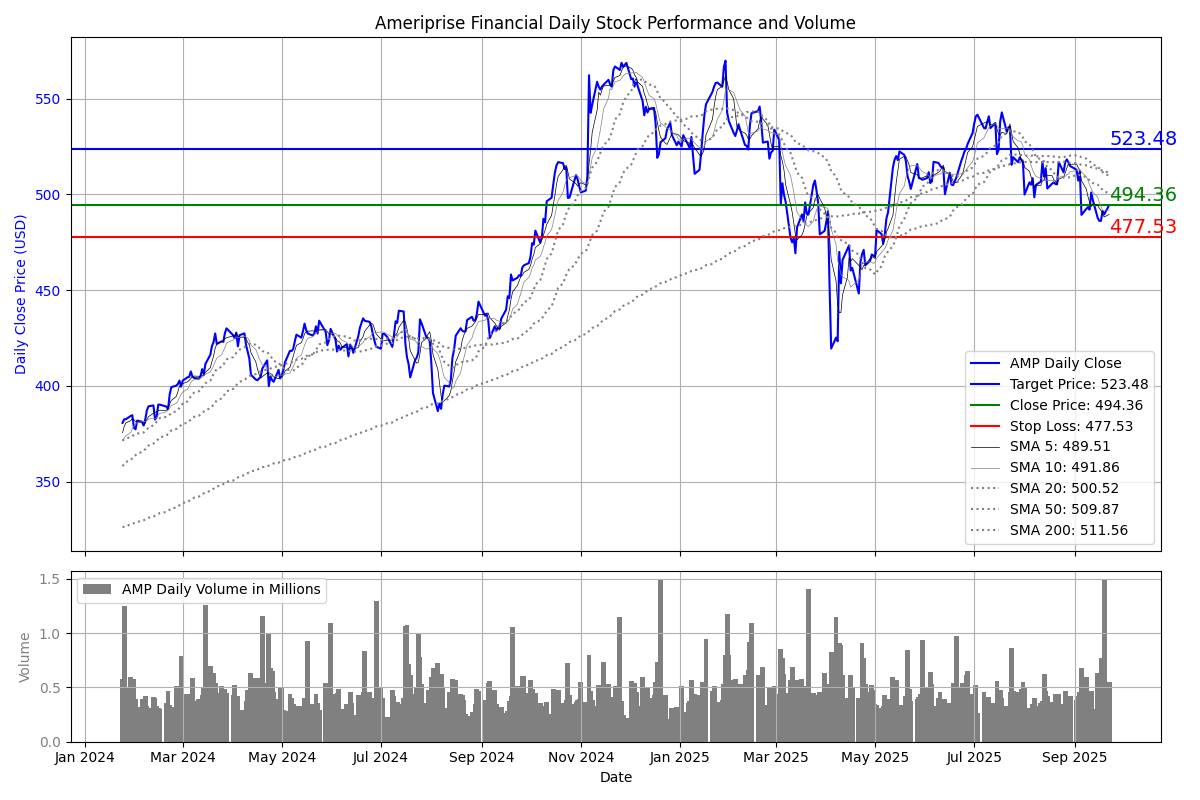 Ameriprise Financial Daily Stock Performance and Volume
Daily Close Price (USD)
550
500
450
400
350
523.48
494.36
477.53
AMP Daily Close
Target Price: 523.48
Close Price: 494.36
Stop Loss: 477.53
SMA 5: 489.51
SMA 10: 491.86
SMA 20: 500.52
SMA 50: 509.87
SMA 200: 511.56
Volume
1.5
1.0
0.5
0.0
AMP Daily Volume in Millions
Jan 2024
Mar 2024
May 2024
Jul 2024
Sep 2024
Nov 2024
Jan 2025
Mar 2025
May 2025
Jul 2025
Sep 2025
Date